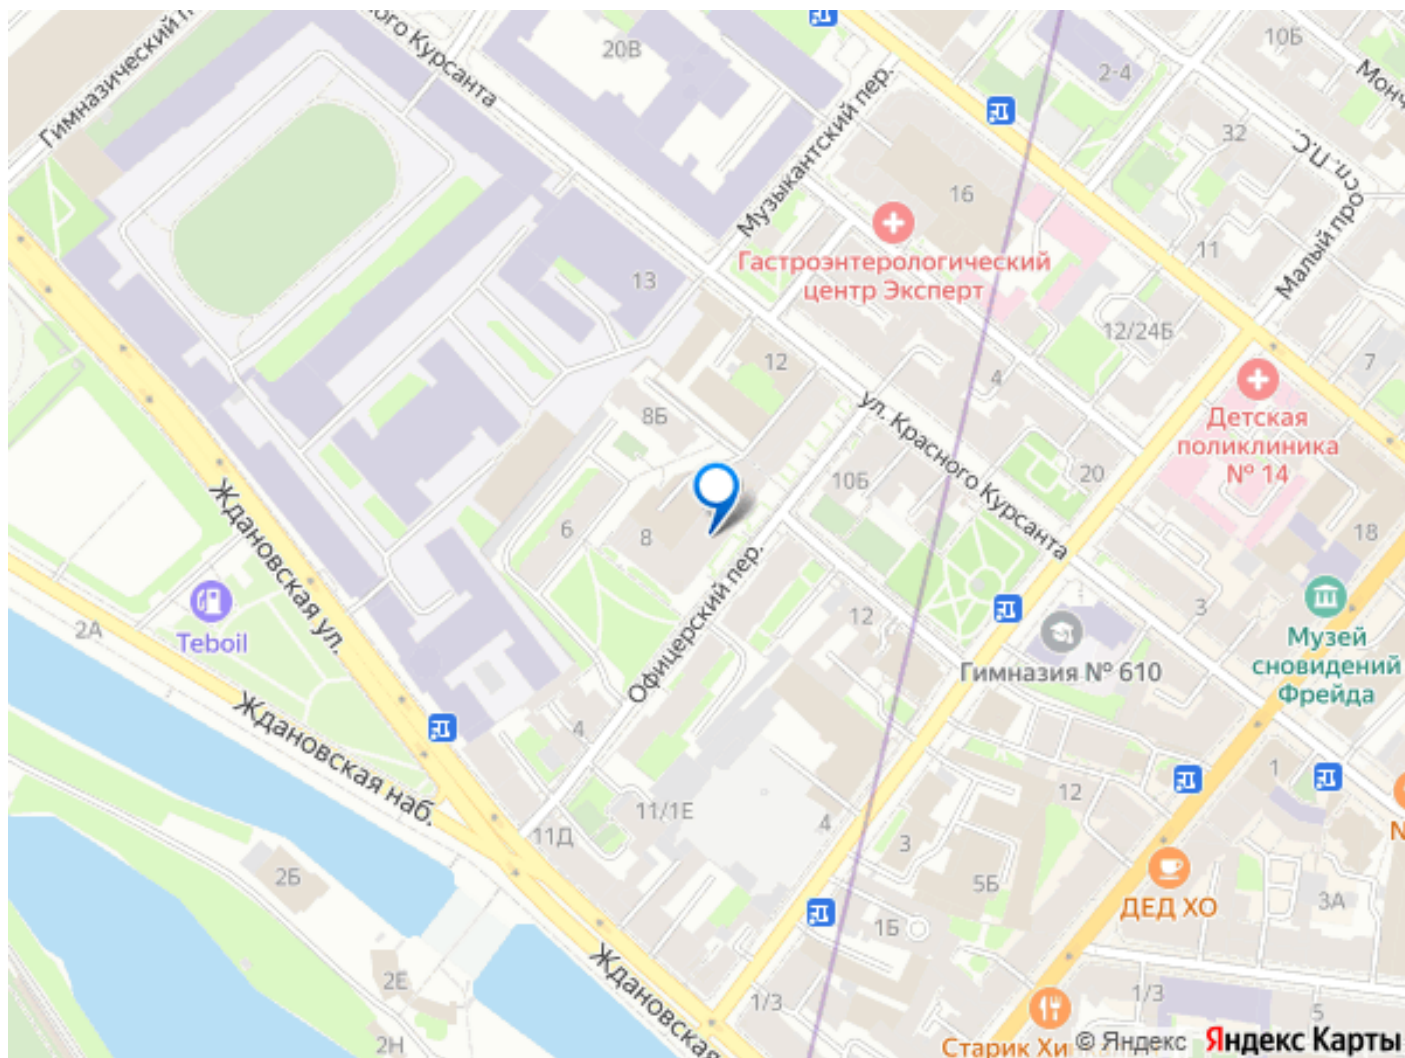 20В
10Б
Гимназический п
ого Курсанта
2-4
Монч
Музыкантский пер.
32
Малый просп. П.С.
16
11
Гастроэнтерологический
центр Эксперт
13
12/24Б
12
4
7
Детская
поликлиника
№ 14
8Б
ул. Красного Курсанта
10Б
20
18
Ждановская ул.
6
8
Офицерский пер.
2А
Teboil
12
3
Музей
сновидений
Фрейда
Гимназия № 610
Ждановская наб.
4
1
12
11/1Е
11Д
4
3
N
2Б
5Б
ДЕД ХО
3А
1Б
Ждановская
2Е
1/3
1/3
5
2Н
Старик Хин
© Яндекс Яндекс Карты